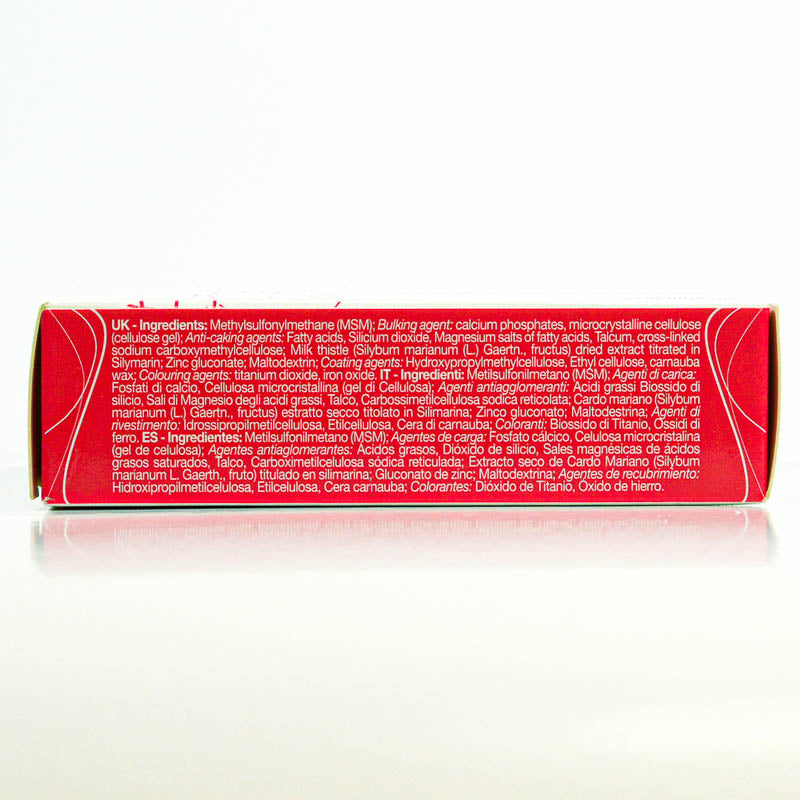 UK - Ingredients: Methylsulfonylmethane (MSM); Bulking agent: calcium phosphates, microcrystalline cellulose
(cellulose gel); Anti-caking agents: Fatty acids, Silicium dioxide, Magnesium salts of fatty acids, Talcum, cross-linked
sodium carboxymethylcellulose; Milk thistle (Silybum marianum (L.) Gaertn., fructus) dried extract titrated in
Silymarin; Zinc gluconate; Maltodextrin; Coating agents: Hydroxypropylmethylcellulose, Ethyl cellulose, carnauba
wax; Colouring agents: titanium dioxide, iron oxide. IT - Ingredienti: Metilsulfonilmetano (MSM); Agenti di carica:
Fosfati di calcio, Cellulosa microcristallina (gel di Cellulosa); Agenti antiagglomeranti: Acidi grassi Biossido di
silicio, Sali di Magnesio degli acidi grassi, Talco, Carbossimetilcellulosa sodica reticolata; Cardo mariano (Silybum
marianum (L.) Gaertn., fructus) estratto secco titolato in Silimarina; Zinco gluconato; Maltodestrina; Agenti di
rivestimento: Idrossipropilmetilcellulosa, Etilcellulosa, Cera di carnauba; Coloranti: Biossido di Titanio, Ossidi di
ferro. ES - Ingredientes: Metilsulfonilmetano (MSM); Agentes de carga: Fosfato cálcico, Celulosa microcristalina
(gel de celulosa); Agentes antiaglomerantes: Ácidos grasos, Dióxido de silicio, Sales magnésicas de ácidos
grasos saturados, Talco, Carboximetilcelulosa sódica reticulada; Extracto seco de Cardo Mariano (Silybum
marianum L. Gaerth., fruto) titulado en silimarina; Gluconato de zinc; Maltodextrina; Agentes de recubrimiento:
Hidroxipropilmetilcelulosa, Etilcelulosa, Cera carnauba; Colorantes: Dióxido de Titanio, Oxido de hierro.